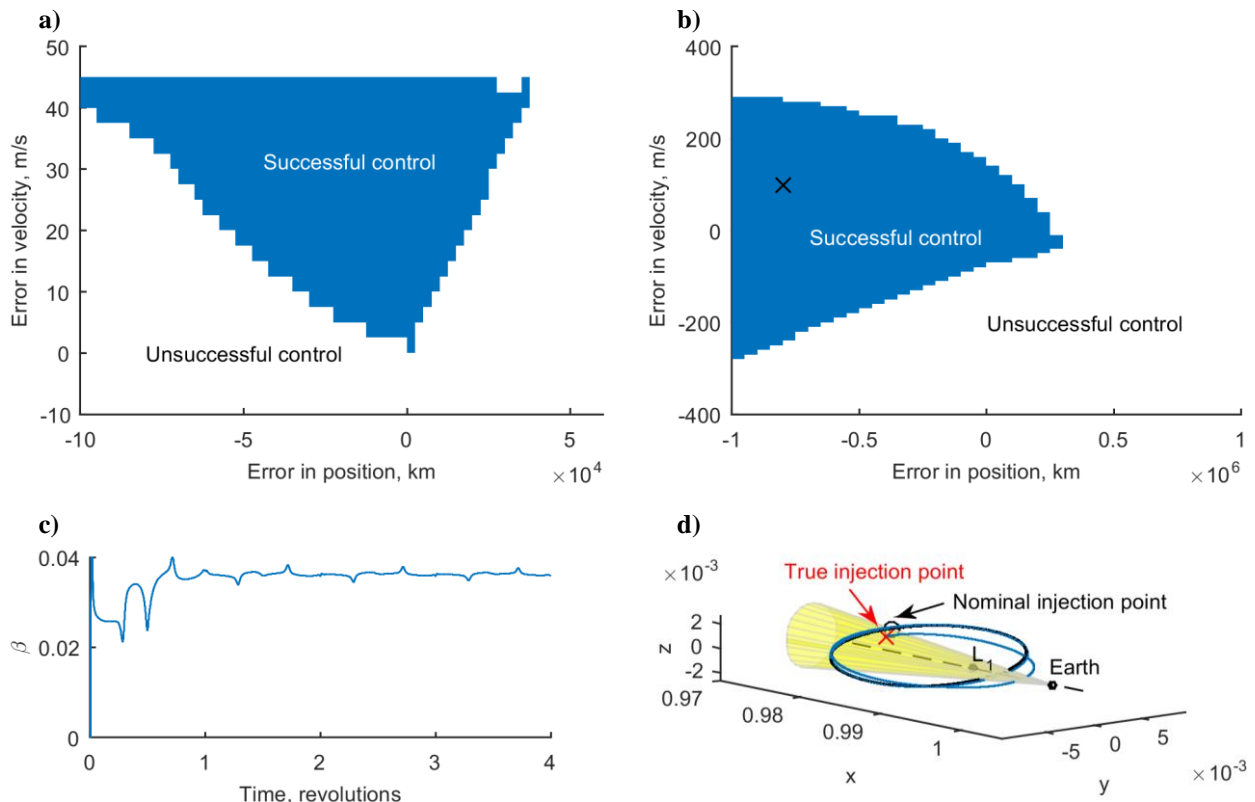 a)
50
40
30
20
10
0
-10
Error in velocity, m/s
Successful control
Unsuccessful control
-10
-5
0
5
×10⁴
Error in position, km
b)
400
200
0
-200
-400
Error in velocity, m/s
Successful control
Unsuccessful control
-1
-0.5
0
0.5
1
×10⁶
Error in position, km
c)
0.04
0.02
0
β
0
1
2
3
4
Time, revolutions
d)
×10⁻³
2
0
-2
z
True injection point
Nominal injection point
L₁
Earth
0.97
0.98
0.99
1
x
-5
0
5
×10⁻³
y